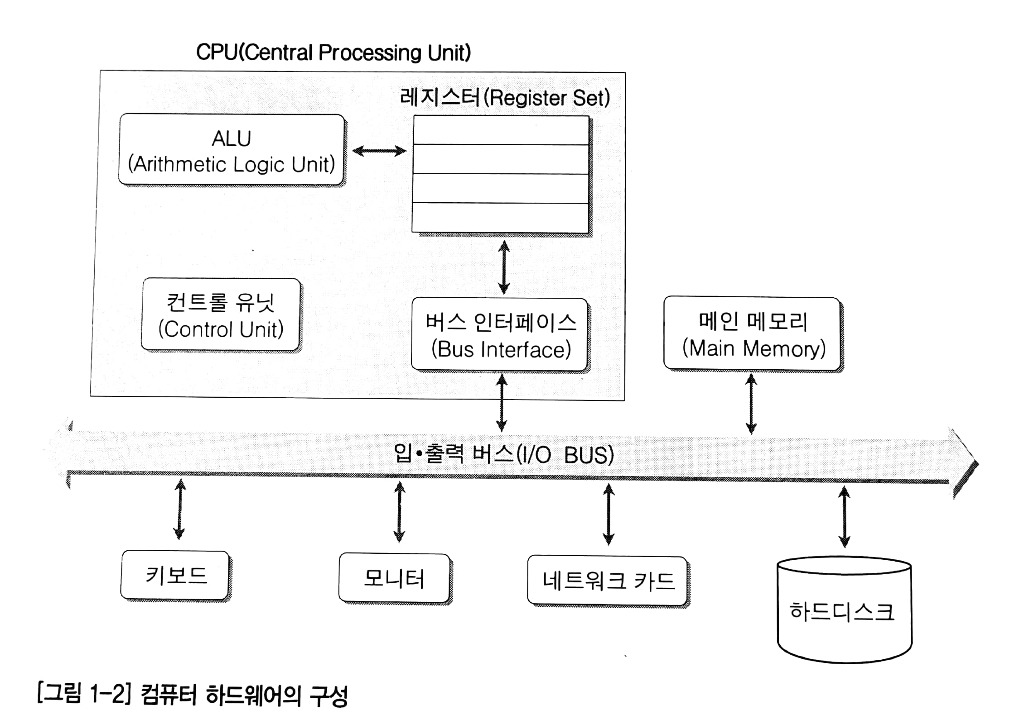 CPU(Central Processing Unit)
레지스터(Register Set)
ALU
(Arithmetic Logic Unit)
컨트롤 유닛
(Control Unit)
버스 인터페이스
(Bus Interface)
메인 메모리
(Main Memory)
입•출력 버스(I/O BUS)
키보드
모니터
네트워크 카드
하드디스크
[그림 1-2] 컴퓨터 하드웨어의 구성